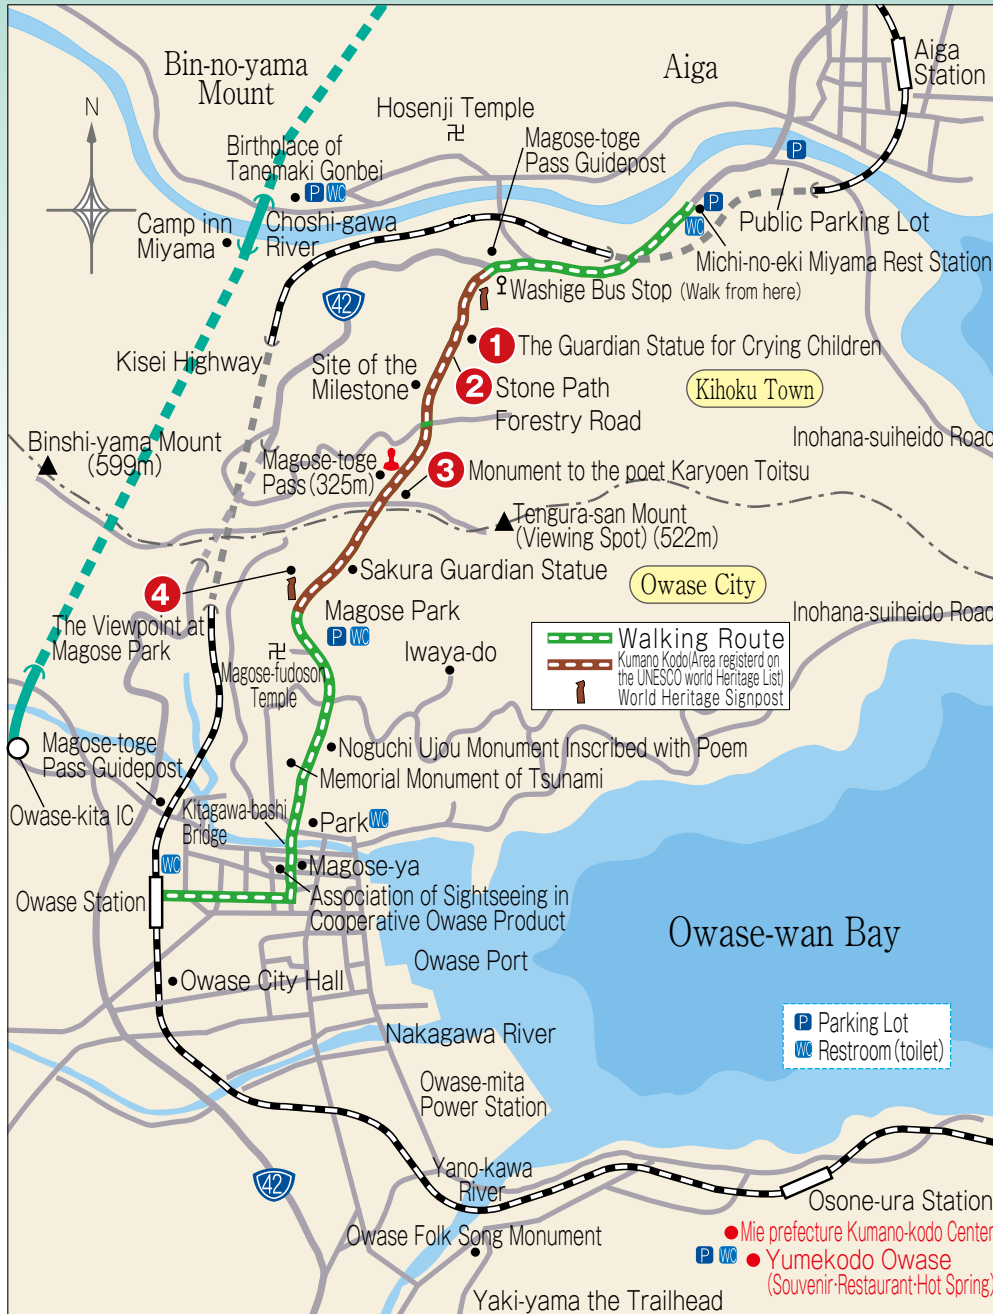 Bin-no-yama
Mount
Aiga
Aiga
Station
N
Hosenji Temple
Magose-toge
Pass Guidepost
Birthplace of
Tanemaki Gonbei
P WC
P
P
WC
Camp inn
Miyama
Choshi-gawa
River
Public Parking Lot
Michi-no-eki Miyama Rest Station
Washige Bus Stop (Walk from here)
42
Kisei Highway
1 The Guardian Statue for Crying Children
Site of the
Milestone
2 Stone Path
Kihoku Town
Forestry Road
Inohana-suiheido Road
Binshi-yama Mount
(599m)
Magose-toge
Pass (325m)
3 Monument to the poet Karyoen Toitsu
Tengura-san Mount
(Viewing Spot) (522m)
4
Sakura Guardian Statue
Owase City
The Viewpoint at
Magose Park
Magose Park
P WC
Inohana-suiheido Road
Walking Route
Kumano Kodo(Area registerd on
the UNESCO world Heritage List)
World Heritage Signpost
Iwaya-do
Magose-fudoson
Temple
Magose-toge
Pass Guidepost
Noguchi Ujou Monument Inscribed with Poem
Memorial Monument of Tsunami
Owase-kita IC
Kitagawa-bashi
Bridge
Park WC
WC
Magose-ya
Owase Station
Association of Sightseeing in
Cooperative Owase Product
Owase-wan Bay
Owase Port
Owase City Hall
P Parking Lot
WC Restroom (toilet)
Nakagawa River
Owase-mita
Power Station
Yano-kawa
River
42
Osone-ura Station
Owase Folk Song Monument
Mie prefecture Kumano-kodo Center
P WC Yumekodo Owase
(Souvenir·Restaurant·Hot Spring)
Yaki-yama the Trailhead